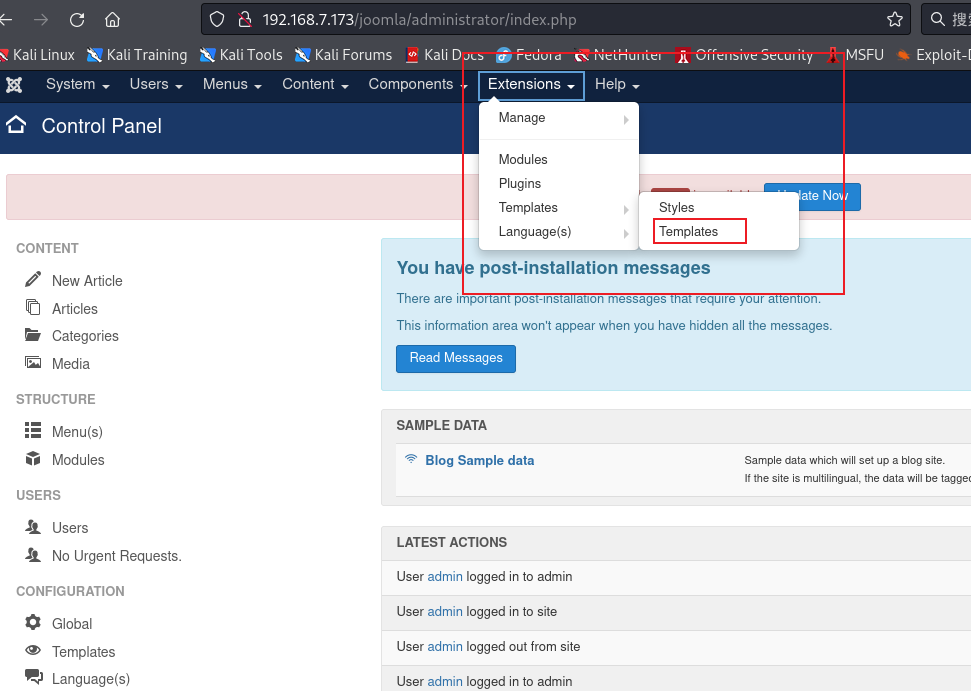 192.168.7.173/joomla/administrator/index.php
Kali Linux Kali Training Kali Tools Kali Forums Kali Docs Fedora NetHunter Offensive Security MSFU Exploit-
System Users Menus Content Components Extensions Help
Control Panel
Manage
Modules
Plugins
Templates
Language(s)
Styles
Templates
Update Now
CONTENT
New Article
Articles
Categories
Media
STRUCTURE
Menu(s)
Modules
USERS
Users
No Urgent Requests.
CONFIGURATION
Global
Templates
Language(s)
You have post-installation messages
There are important post-installation messages that require your attention.
This information area won't appear when you have hidden all the messages.
Read Messages
SAMPLE DATA
Blog Sample data
Sample data which will set up a blog site.
If the site is multilingual, the data will be tagged
LATEST ACTIONS
User admin logged in to admin
User admin logged in to site
User admin logged out from site
User admin logged in to admin